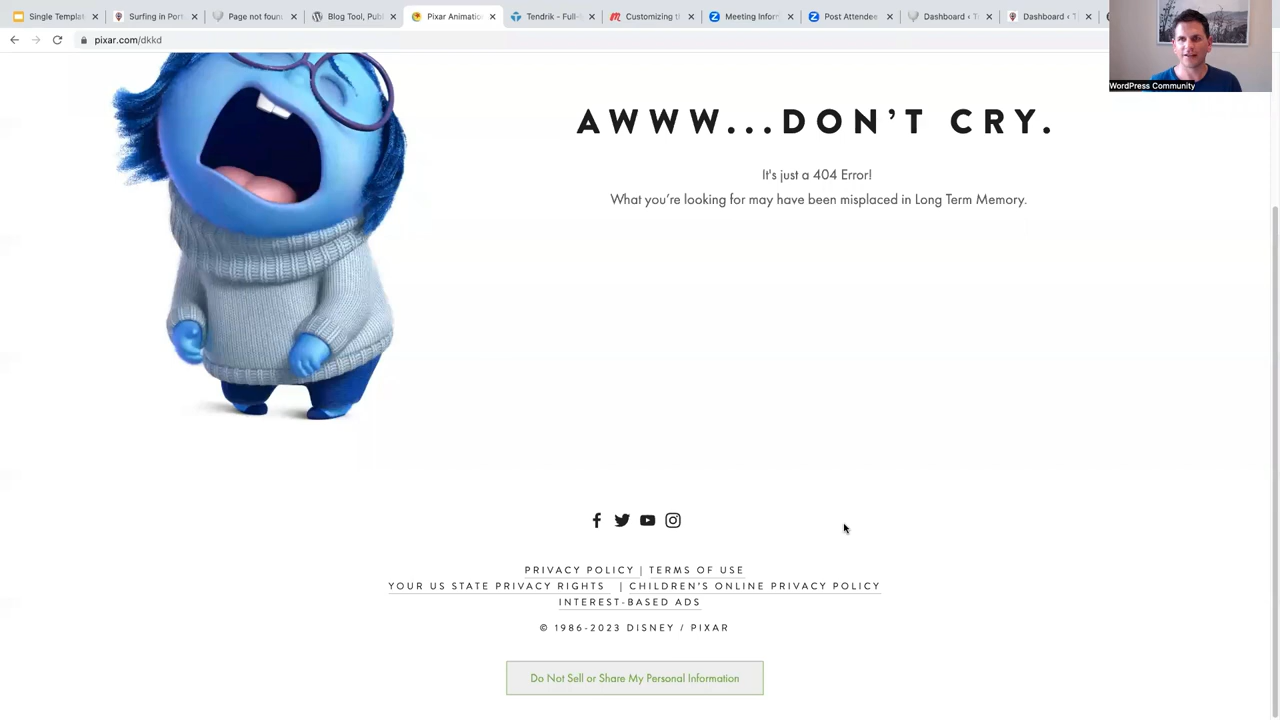 Single Templat
Surfing in Port
Page not foun
Blog Tool, Publ
Pixar Animatio
Tendrik - Full-
Customizing th
Meeting Inform
Post Attendee
Dashboard ‹ T
Dashboard ‹ T
pixar.com/dkkd
WordPress Community
AWWW...DON’T CRY.
It's just a 404 Error!
What you’re looking for may have been misplaced in Long Term Memory.
PRIVACY POLICY | TERMS OF USE
YOUR US STATE PRIVACY RIGHTS | CHILDREN’S ONLINE PRIVACY POLICY
INTEREST-BASED ADS
© 1986-2023 DISNEY / PIXAR
Do Not Sell or Share My Personal Information